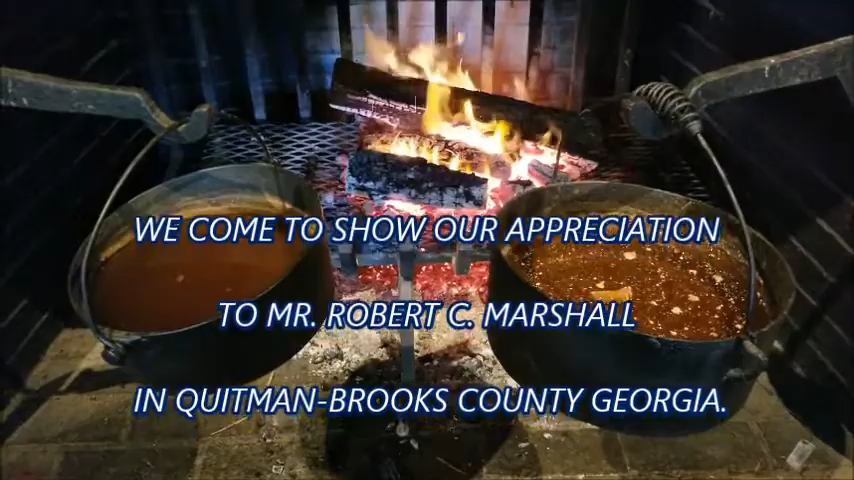 WE COME TO SHOW OUR APPRECIATION
TO MR. ROBERT C. MARSHALL
IN QUITMAN-BROOKS COUNTY GEORGIA.